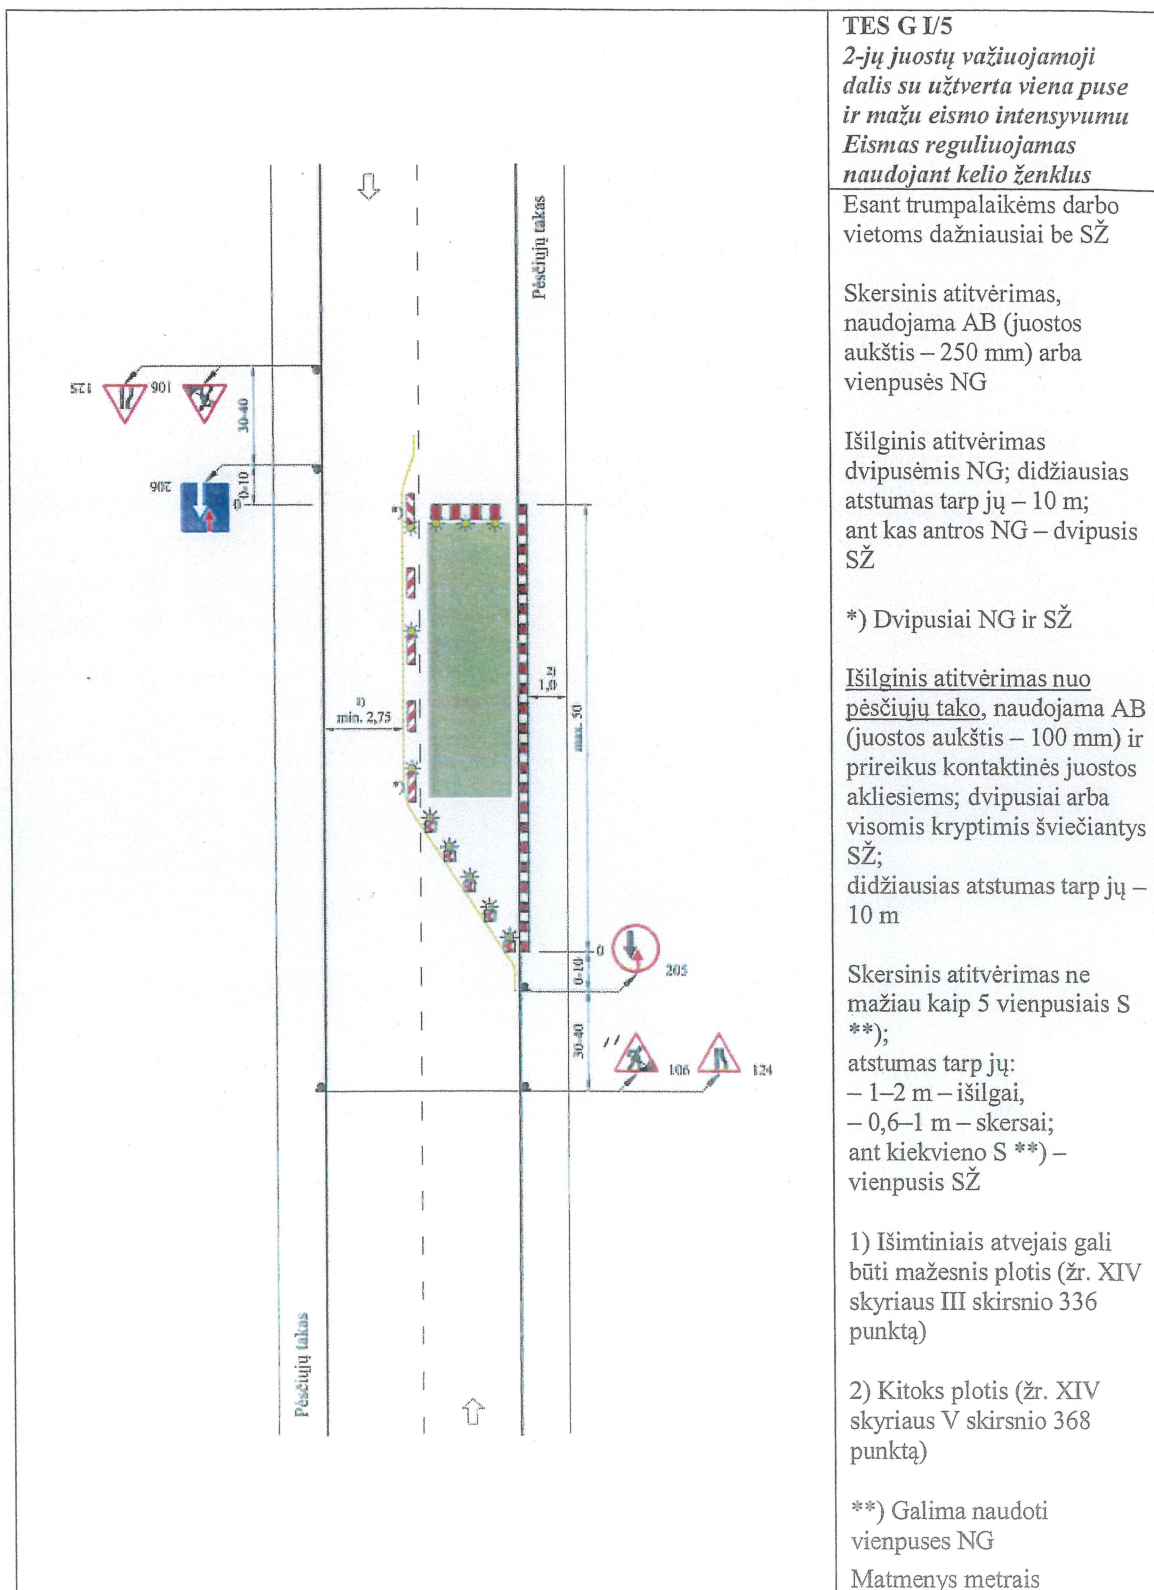 TES G I/5
2-jų juostų važiuojamoji
dalis su užtverta viena puse
ir mažu eismo intensyvumu
Eismas reguliuojamas
naudojant kelio ženklus
Esant trumpalaikėms darbo
vietoms dažniausiai be SŽ
Skersinis atitvėrimas,
naudojama AB (juostos
aukštis – 250 mm) arba
vienpusės NG
Išilginis atitvėrimas
dvipusėmis NG; didžiausias
atstumas tarp jų – 10 m;
ant kas antros NG – dvipusis
SŽ
*) Dvipusiai NG ir SŽ
Išilginis atitvėrimas nuo
pėsčiųjų tako, naudojama AB
(juostos aukštis – 100 mm) ir
prireikus kontaktinės juostos
akliesiems; dvipusiai arba
visomis kryptimis šviečiantys
SŽ;
didžiausias atstumas tarp jų –
10 m
Skersinis atitvėrimas ne
mažiau kaip 5 vienpusiais S
**);
atstumas tarp jų:
– 1–2 m – išilgai,
– 0,6–1 m – skersai;
ant kiekvieno S **) –
vienpusis SŽ
1) Išimtiniais atvejais gali
būti mažesnis plotis (žr. XIV
skyriaus III skirsnio 336
punktą)
2) Kitoks plotis (žr. XIV
skyriaus V skirsnio 368
punktą)
**) Galima naudoti
vienpuses NG
Matmenys metrais
Pėsčiųjų takas
125
106
30-40
206
0-10
0
*)
1)
min. 2,75
2)
1,0
max. 50
*)
0
0-10
205
30-40
106
124
Pėsčiųjų takas